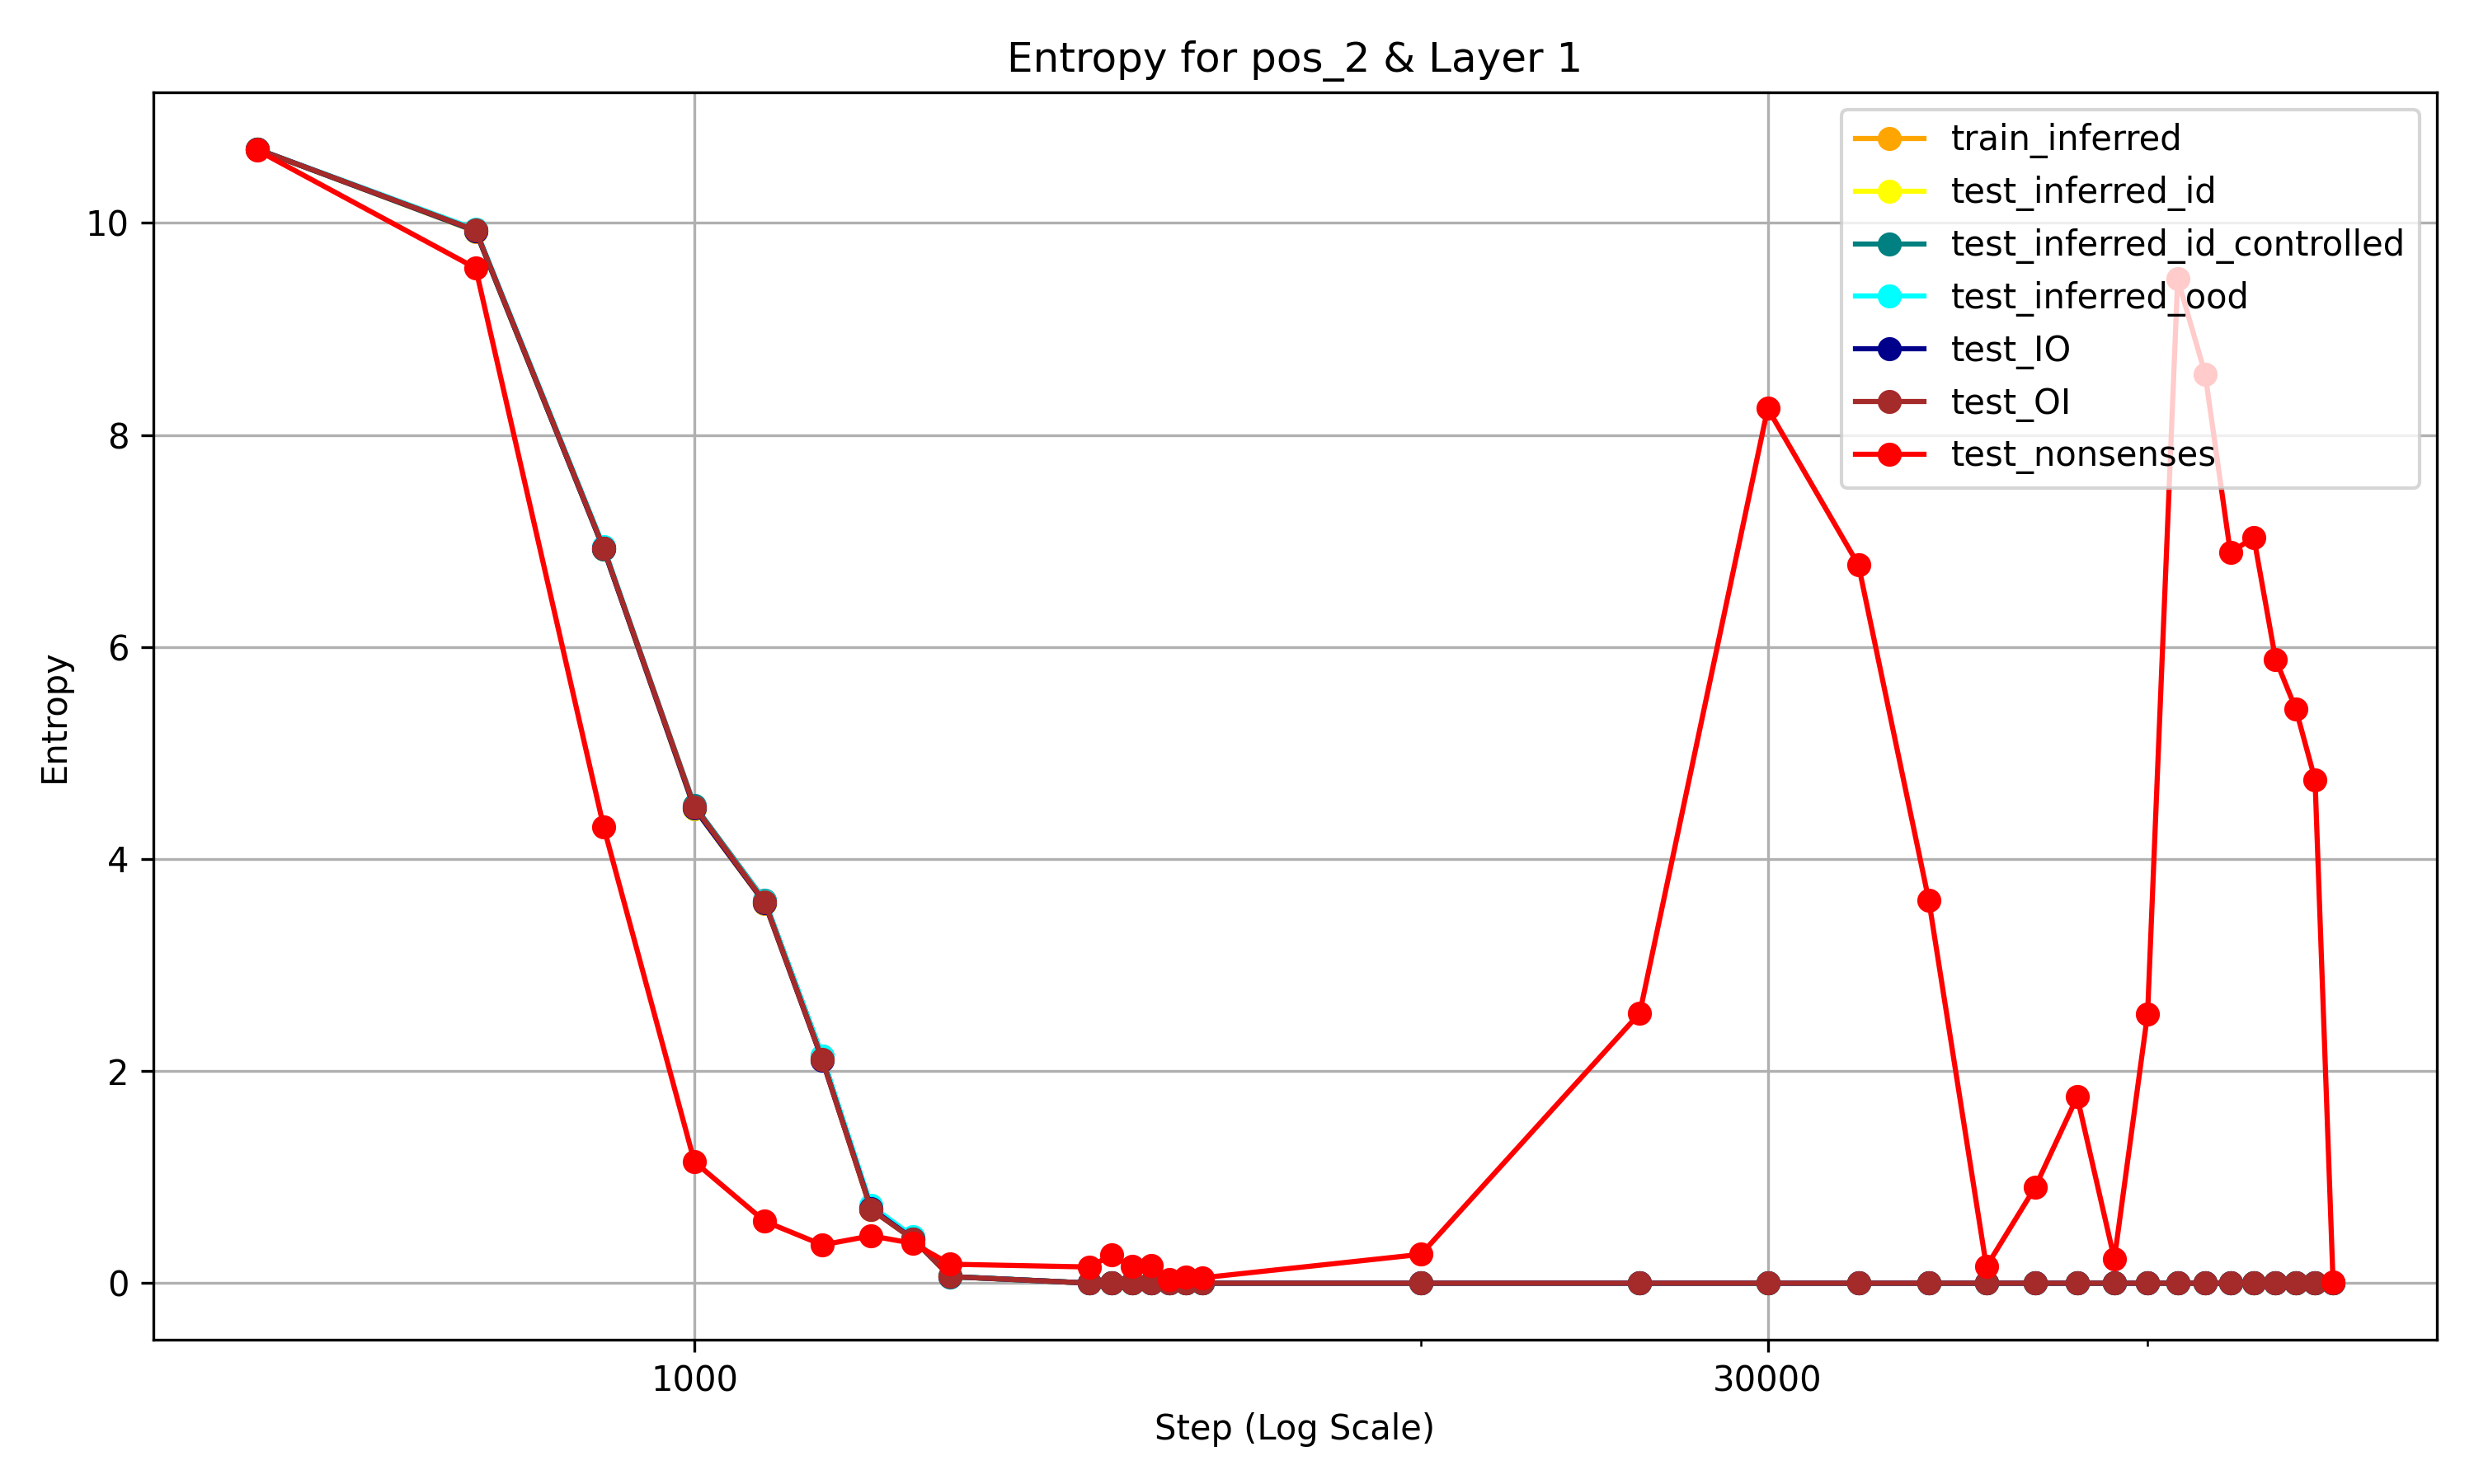 Entropy for pos_2 & Layer 1
train_inferred
test_inferred_id
test_inferred_id_controlled
test_inferred_ood
test_IO
test_OI
test_nonsenses
10
8
6
4
2
0
Entropy
1000
30000
Step (Log Scale)